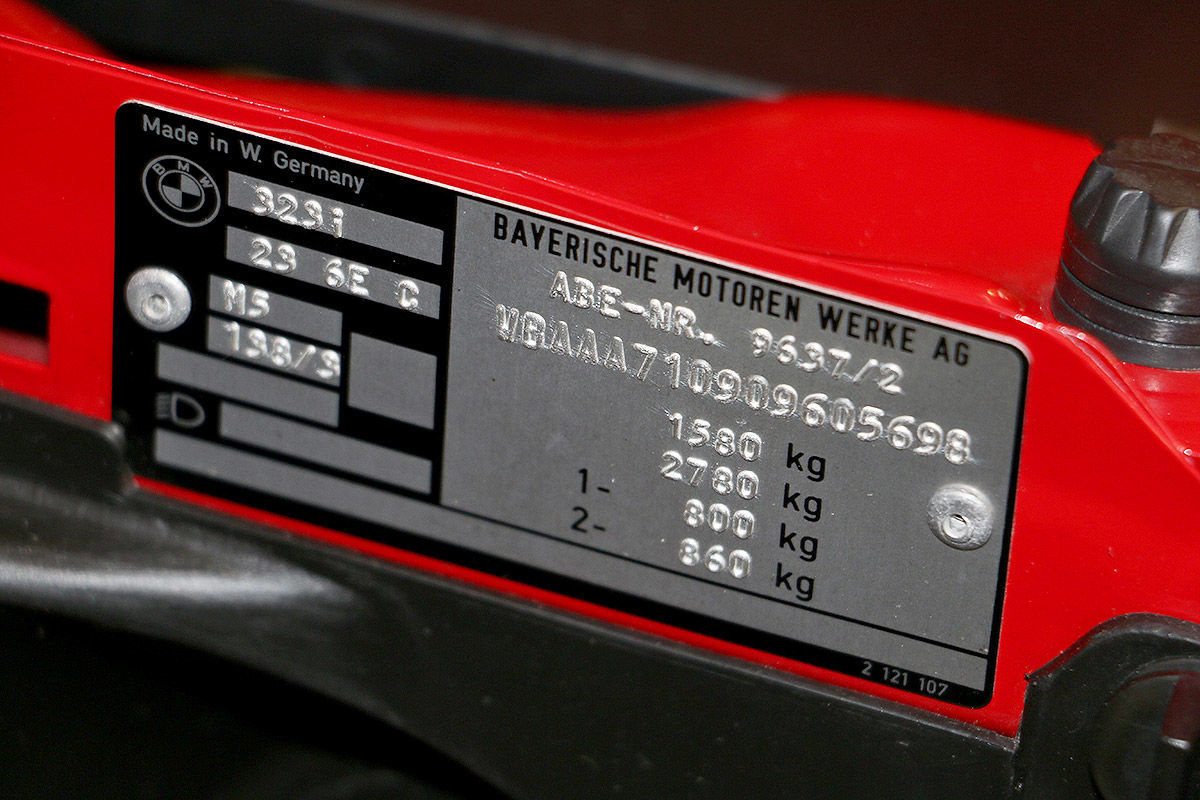 Made in W. Germany
BMW
323i
23 6E C
M5
138/3
BAYERISCHE MOTOREN WERKE AG
ABE-NR. 9637/2
WBAAA710909605698
1580 kg
2780 kg
1- 800 kg
2- 860 kg
2 121 107